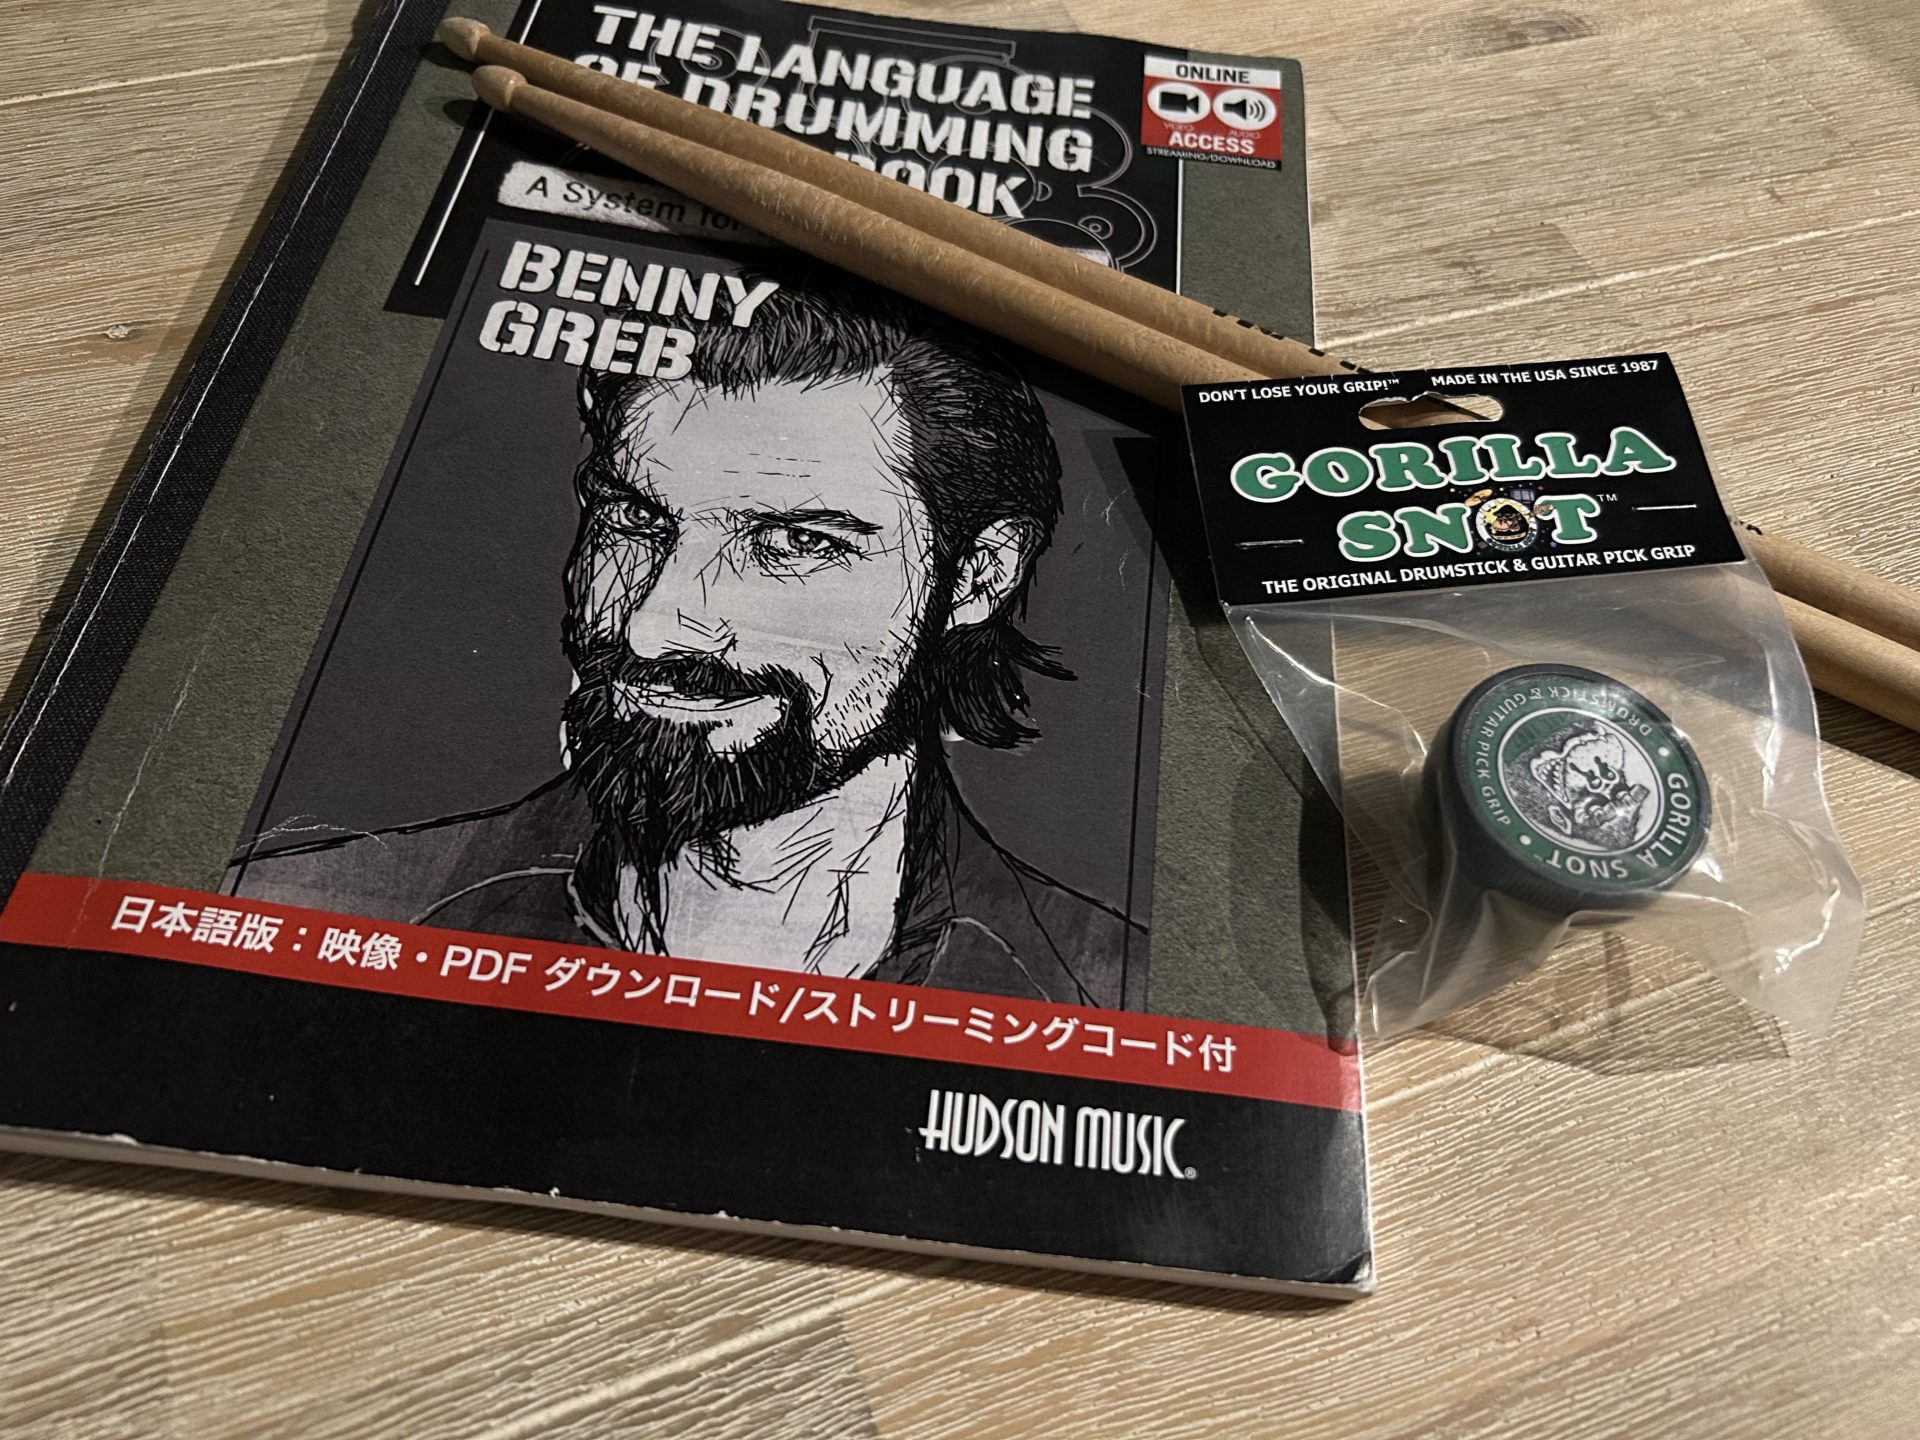 THE LANGUAGE
OF DRUMMING
BOOK
A System for
BENNY
GREB
ONLINE
VIDEO AUDIO
ACCESS
STREAMING/DOWNLOAD
日本語版：映像・PDF ダウンロード/ストリーミングコード付
HUDSON MUSIC®
DON'T LOSE YOUR GRIP!™ MADE IN THE USA SINCE 1987
GORILLA
SNOT™
THE ORIGINAL DRUMSTICK & GUITAR PICK GRIP
GORILLA SNOT • DRUMSTICK & GUITAR PICK GRIP •